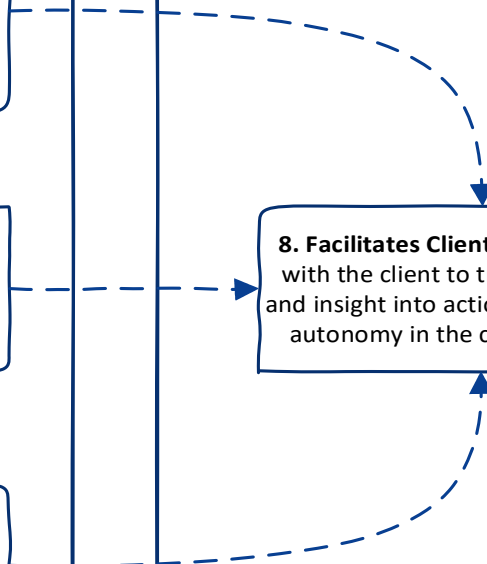 8. Facilitates Client
with the client to t
and insight into actio
autonomy in the c